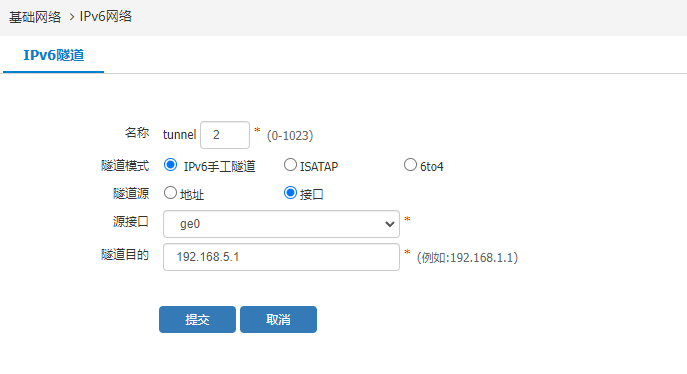 基础网络 > IPv6网络
IPv6隧道
名称 tunnel 2 * (0-1023)
隧道模式 IPv6手工隧道 ISATAP 6to4
隧道源 地址 接口
源接口 ge0 *
隧道目的 192.168.5.1 * (例如:192.168.1.1)
提交 取消